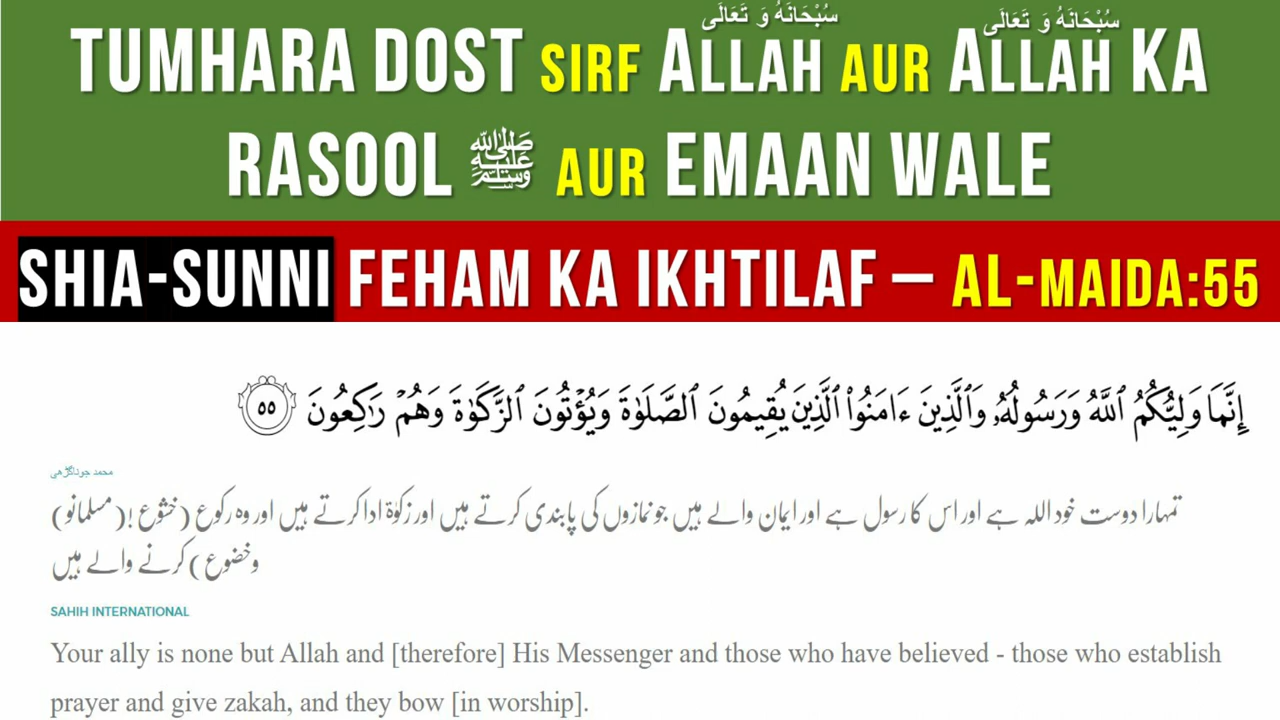 سُبْحَانَهُ وَ تَعَالَى سُبْحَانَهُ وَ تَعَالَى
TUMHARA DOST SIRF ALLAH AUR ALLAH KA
RASOOL ﷺ AUR EMAAN WALE
SHIA-SUNNI FEHAM KA IKHTILAF – AL-MAIDA:55
إِنَّمَا وَلِيُّكُمُ ٱللَّهُ وَرَسُولُهُۥ وَٱلَّذِينَ ءَامَنُوا۟ ٱلَّذِينَ يُقِيمُونَ ٱلصَّلَوٰةَ وَيُؤْتُونَ ٱلزَّكَوٰةَ وَهُمْ رَٰكِعُونَ ٥٥
محمد جوناگڑھی
(مسلمانو)! تمہارا دوست خود اللہ ہے اور اس کا رسول ہے اور ایمان والے ہیں جو نمازوں کی پابندی کرتے ہیں اور زکوٰة ادا کرتے ہیں اور وه رکوع (خشوع
وخضوع) کرنے والے ہیں
SAHIH INTERNATIONAL
Your ally is none but Allah and [therefore] His Messenger and those who have believed - those who establish
prayer and give zakah, and they bow [in worship].